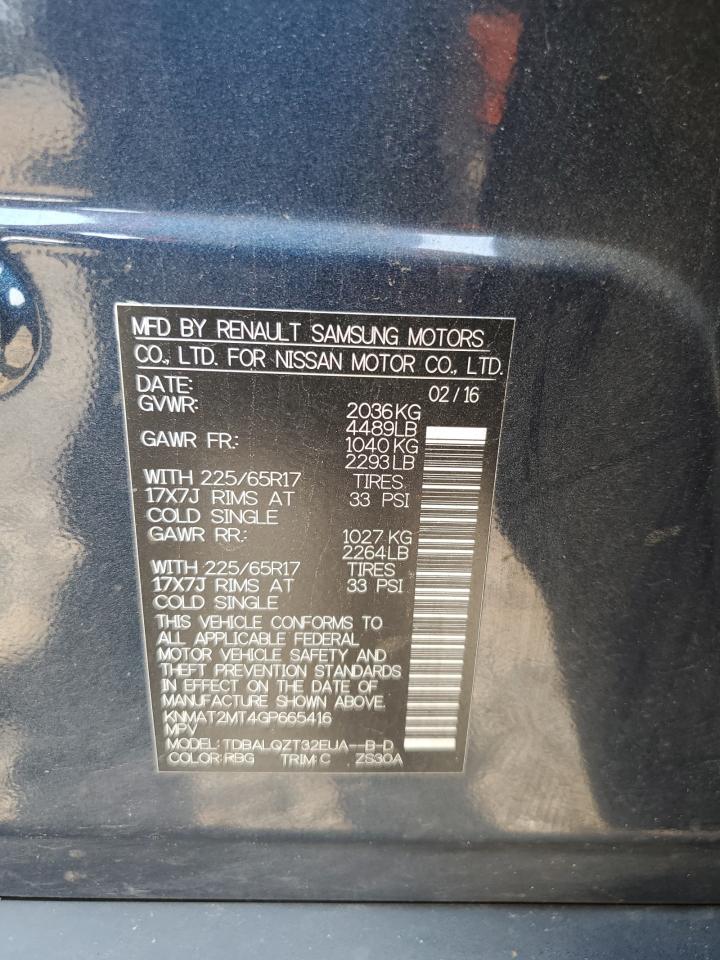 MFD BY RENAULT SAMSUNG MOTORS
CO., LTD. FOR NISSAN MOTOR CO., LTD.
DATE: 02/16
GVWR: 2036KG
4489LB
GAWR FR: 1040 KG
2293LB
WITH 225/65R17 TIRES
17X7J RIMS AT 33 PSI
COLD SINGLE
GAWR RR: 1027 KG
2264LB
WITH 225/65R17 TIRES
17X7J RIMS AT 33 PSI
COLD SINGLE
THIS VEHICLE CONFORMS TO
ALL APPLICABLE FEDERAL
MOTOR VEHICLE SAFETY AND
THEFT PREVENTION STANDARDS
IN EFFECT ON THE DATE OF
MANUFACTURE SHOWN ABOVE.
KNMAT2MT4GP665416
MPV
MODEL: TDBALQZT32EUA--B-D
COLOR: RBG TRIM: C ZS30A